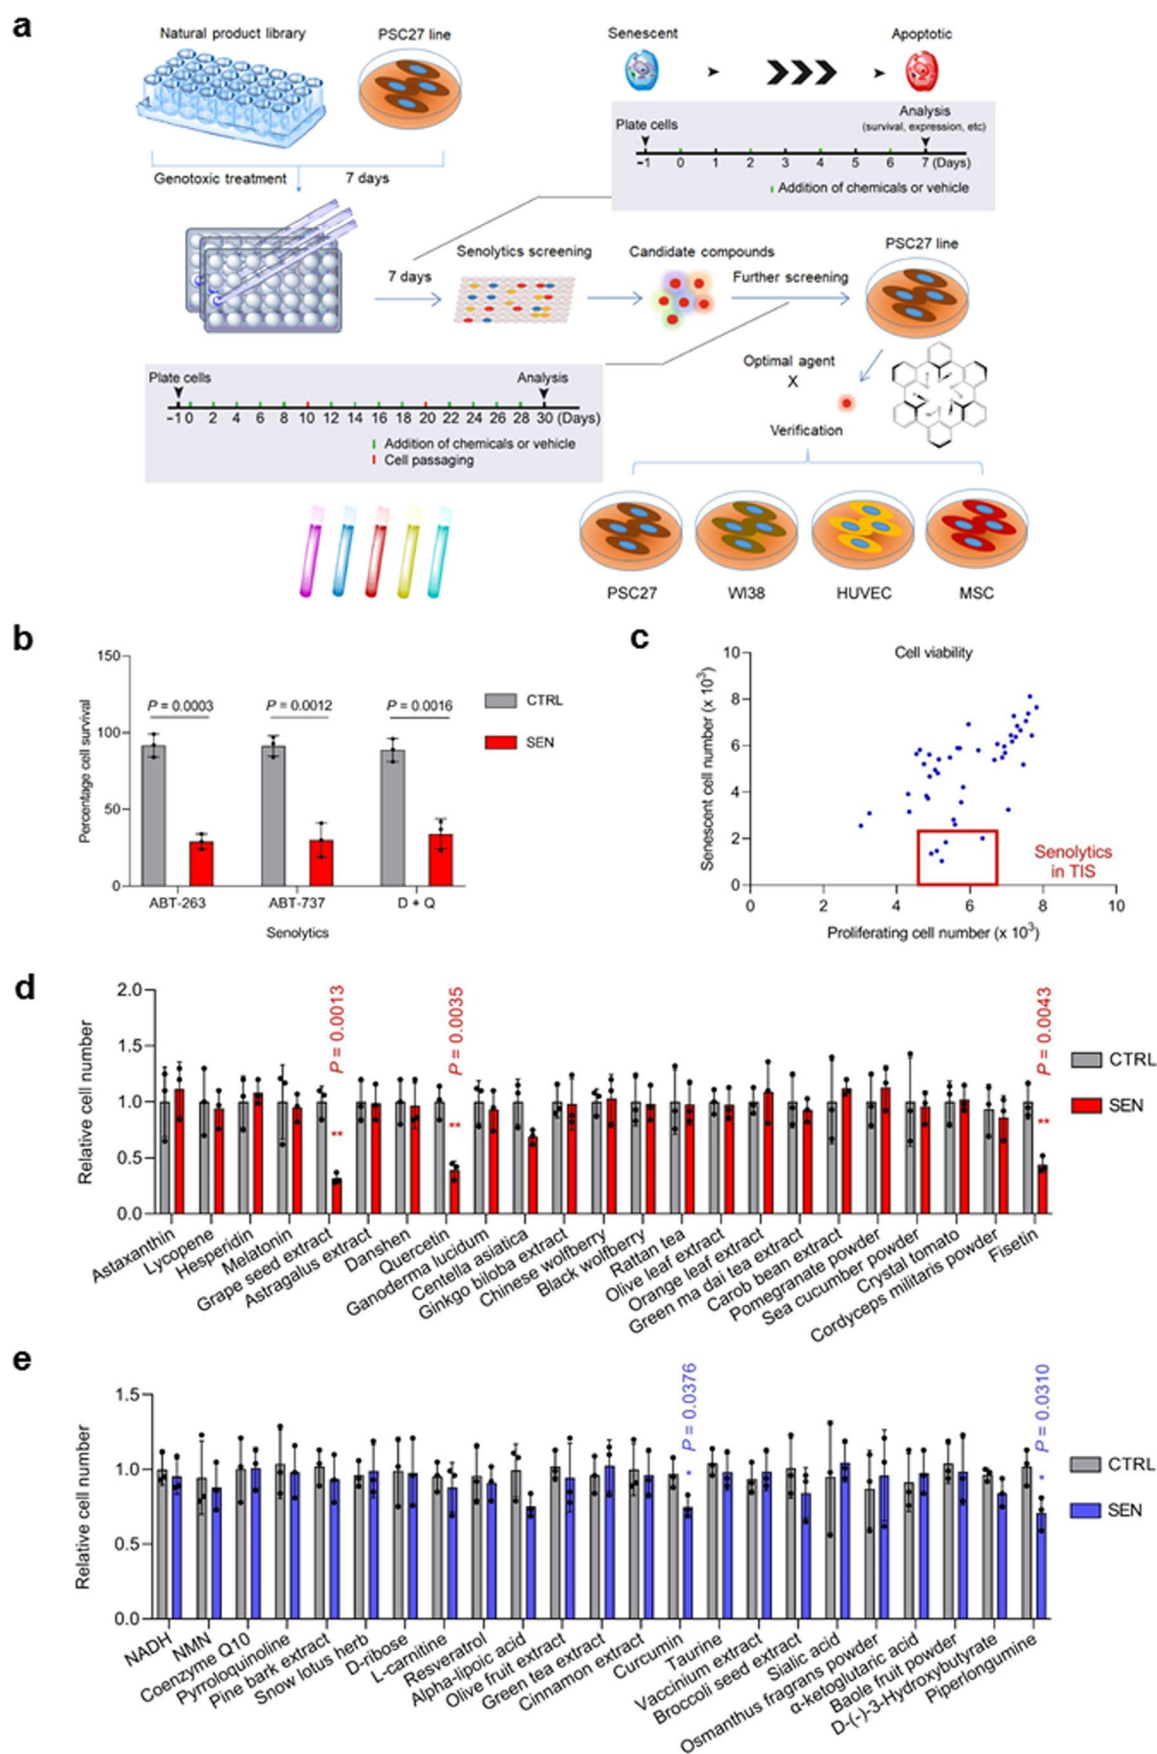 a
Natural product library
PSC27 line
Senescent
Apoptotic
Plate cells
Analysis
(survival, expression, etc)
−1 0 1 2 3 4 5 6 7 (Days)
Addition of chemicals or vehicle
Genotoxic treatment
7 days
7 days
Senolytics screening
Candidate compounds
Further screening
PSC27 line
Plate cells
Analysis
−1 0 2 4 6 8 10 12 14 16 18 20 22 24 26 28 30 (Days)
Addition of chemicals or vehicle
Cell passaging
Optimal agent
X
Verification
PSC27
WI38
HUVEC
MSC
b
Percentage cell survival
150
100
50
0
P = 0.0003
P = 0.0012
P = 0.0016
CTRL
SEN
ABT-263
ABT-737
D + Q
Senolytics
c
Cell viability
Senescent cell number (x 10³)
10
8
6
4
2
0
Senolytics
in TIS
0 2 4 6 8 10
Proliferating cell number (x 10³)
d
Relative cell number
2.0
1.5
1.0
0.5
0.0
P = 0.0013
P = 0.0035
P = 0.0043
**
**
**
CTRL
SEN
Astaxanthin
Lycopene
Hesperidin
Melatonin
Grape seed extract
Astragalus extract
Danshen
Quercetin
Ganoderma lucidum
Centella asiatica
Ginkgo biloba extract
Chinese wolfberry
Black wolfberry
Rattan tea
Olive leaf extract
Orange leaf extract
Green ma dai tea extract
Carob bean extract
Pomegranate powder
Sea cucumber powder
Crystal tomato
Cordyceps militaris powder
Fisetin
e
Relative cell number
1.5
1.0
0.5
0.0
P = 0.0376
P = 0.0310
*
*
CTRL
SEN
NADH
NMN
Coenzyme Q10
Pyrroloquinoline
Pine bark extract
Snow lotus herb
D-ribose
L-carnitine
Resveratrol
Alpha-lipoic acid
Olive fruit extract
Green tea extract
Cinnamon extract
Curcumin
Taurine
Vaccinium extract
Broccoli seed extract
Sialic acid
Osmanthus fragrans powder
α-ketoglutaric acid
Baole fruit powder
D-(-)-3-Hydroxybutyrate
Piperlongumine